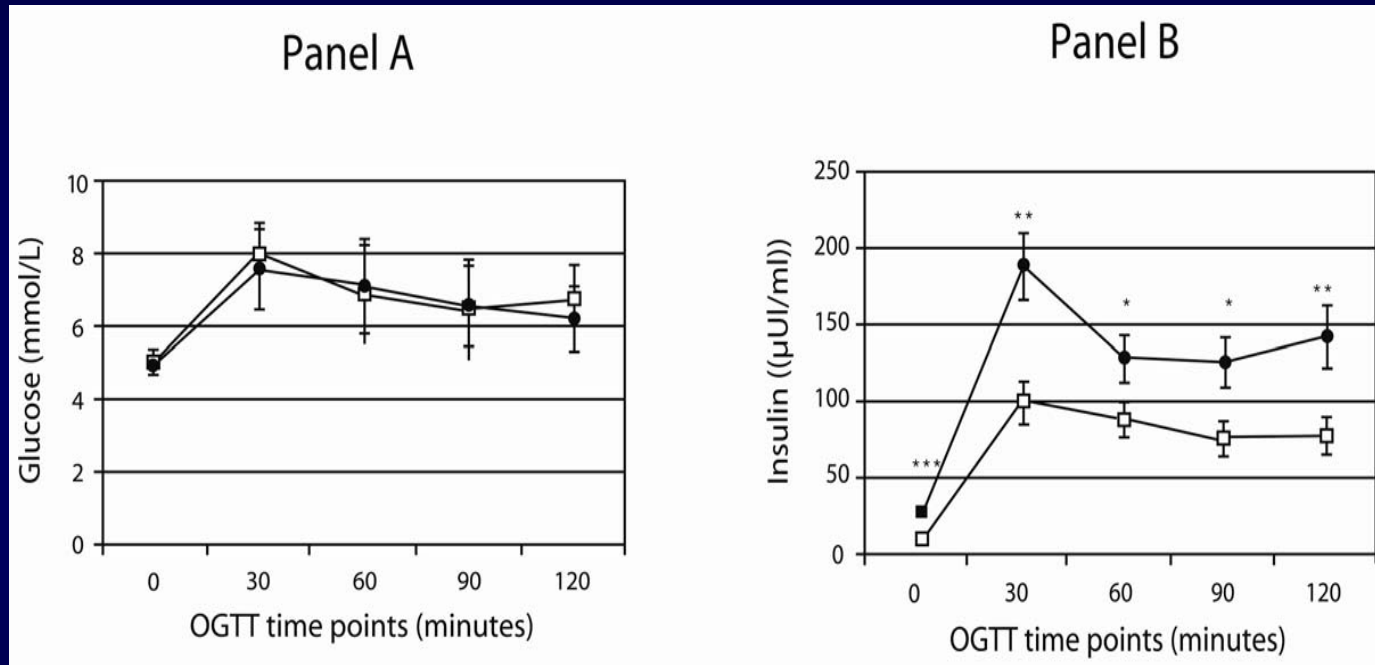 Panel A
Glucose (mmol/L)
10
8
6
4
2
0
0 30 60 90 120
OGTT time points (minutes)
Panel B
Insulin ((µUI/ml))
250
200
150
100
50
0
***
**
*
*
**
0 30 60 90 120
OGTT time points (minutes)